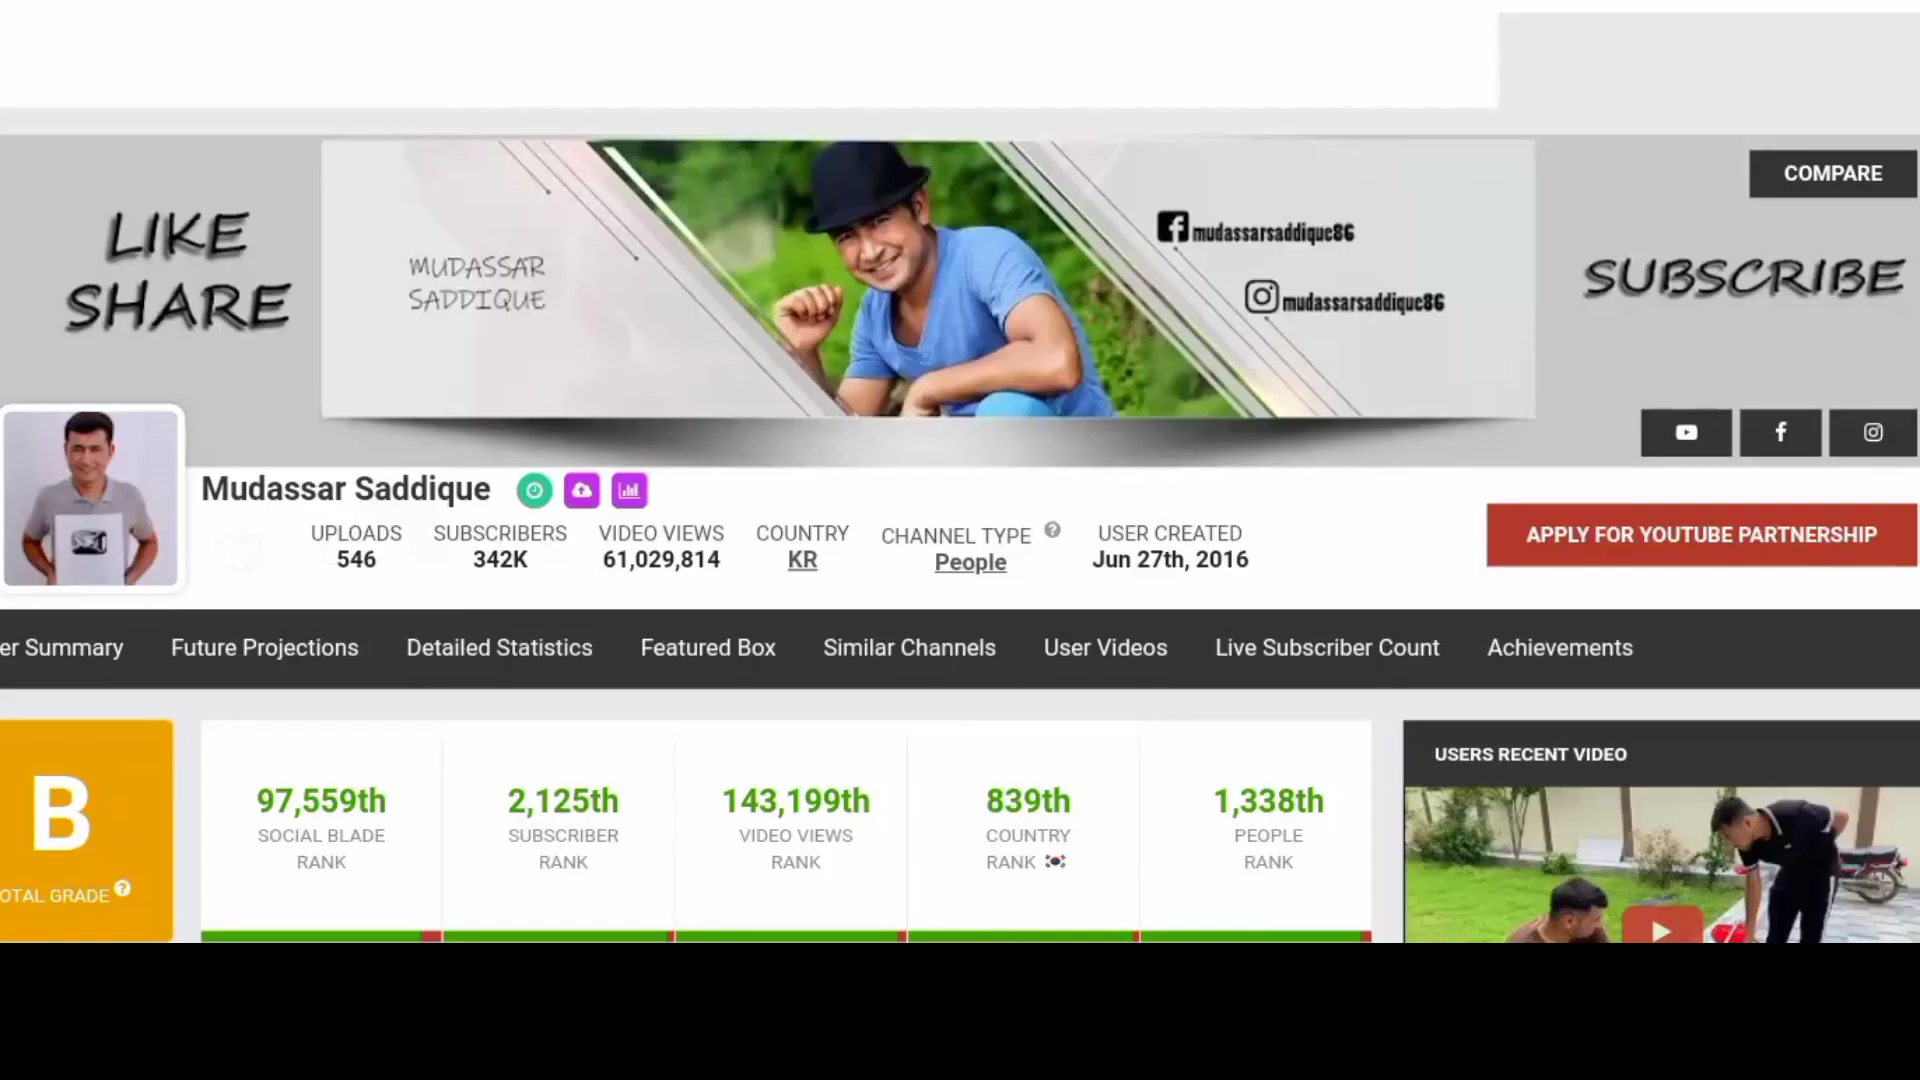 LIKE
SHARE
MUDASSAR
SADDIQUE
mudassarsaddique86
mudassarsaddique86
COMPARE
SUBSCRIBE
Mudassar Saddique
UPLOADS
546
SUBSCRIBERS
342K
VIDEO VIEWS
61,029,814
COUNTRY
KR
CHANNEL TYPE
People
USER CREATED
Jun 27th, 2016
APPLY FOR YOUTUBE PARTNERSHIP
er Summary Future Projections Detailed Statistics Featured Box Similar Channels User Videos Live Subscriber Count Achievements
B
OTAL GRADE
97,559th
SOCIAL BLADE
RANK
2,125th
SUBSCRIBER
RANK
143,199th
VIDEO VIEWS
RANK
839th
COUNTRY
RANK
1,338th
PEOPLE
RANK
USERS RECENT VIDEO